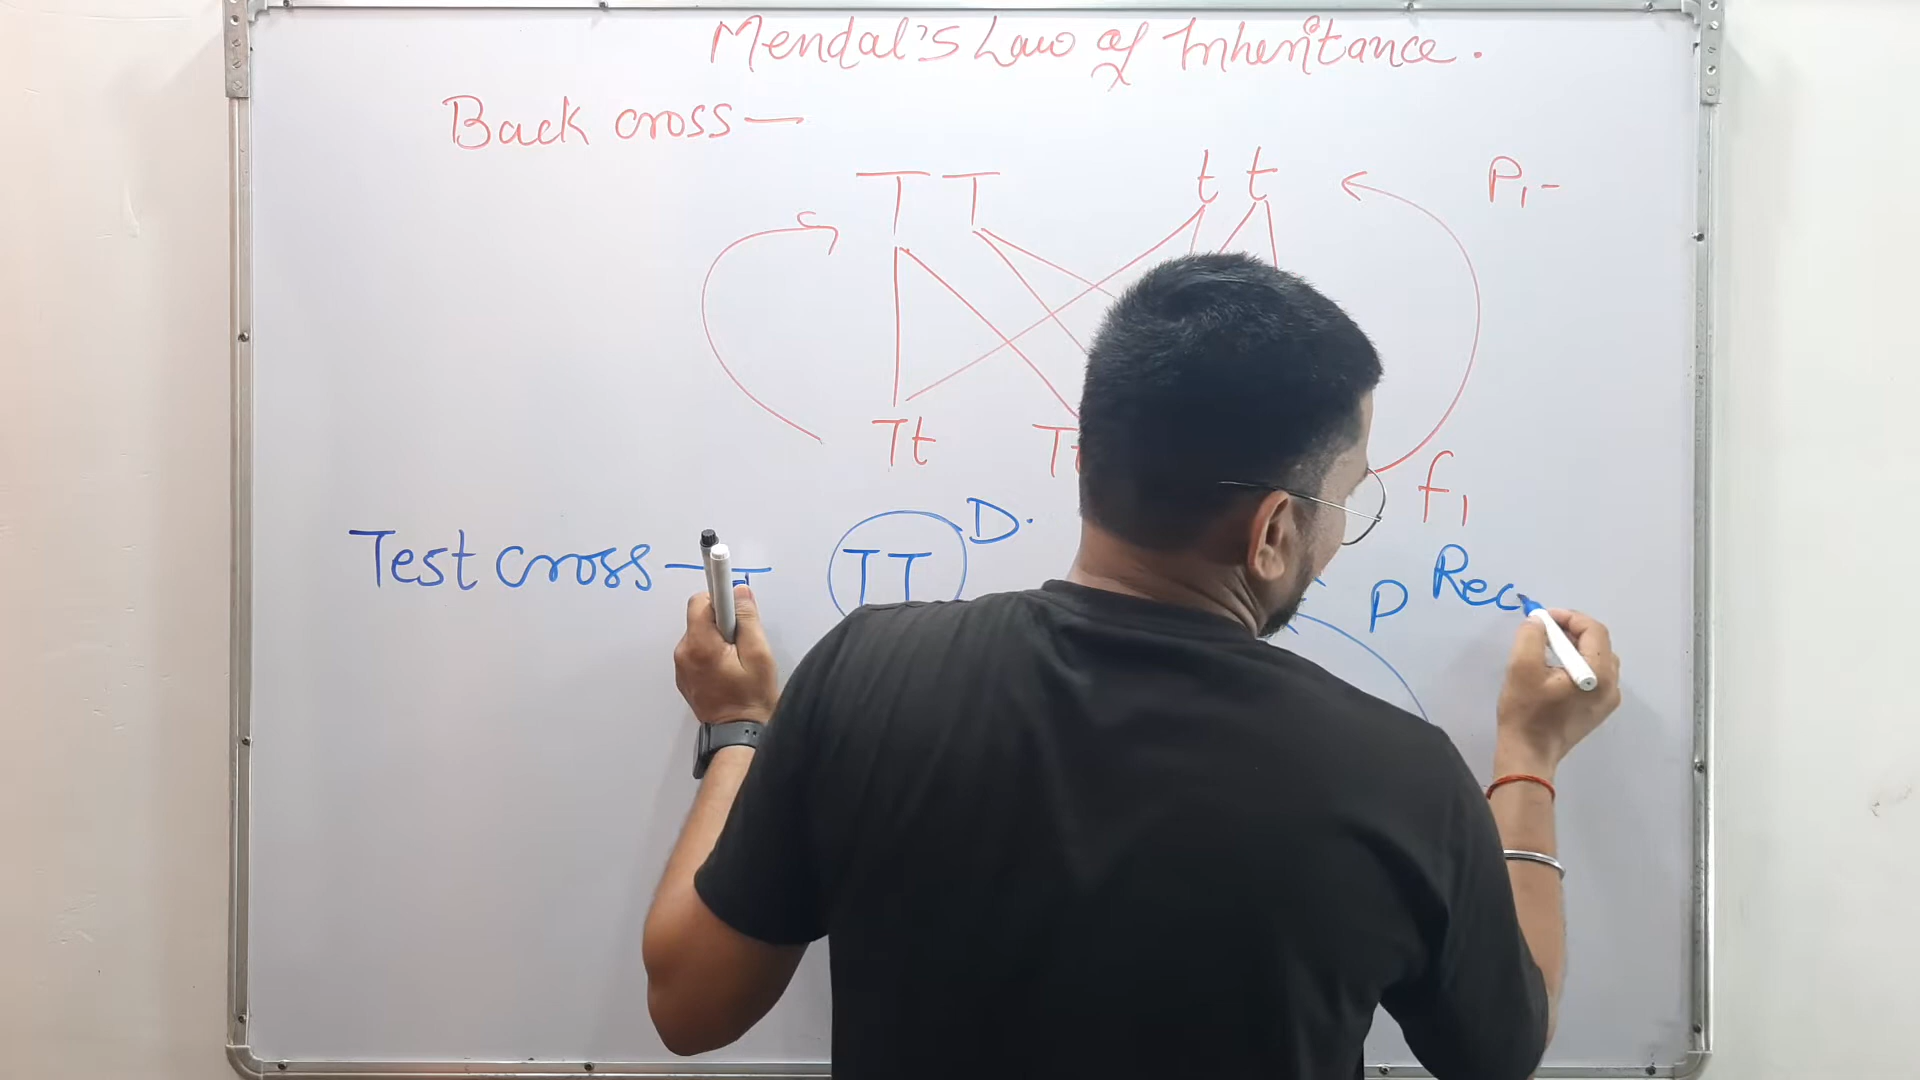 Mendal's Law of Inheritance.
Back cross —
TT tt P1 -
Tt f1
Test cross — TT D.
P Rec